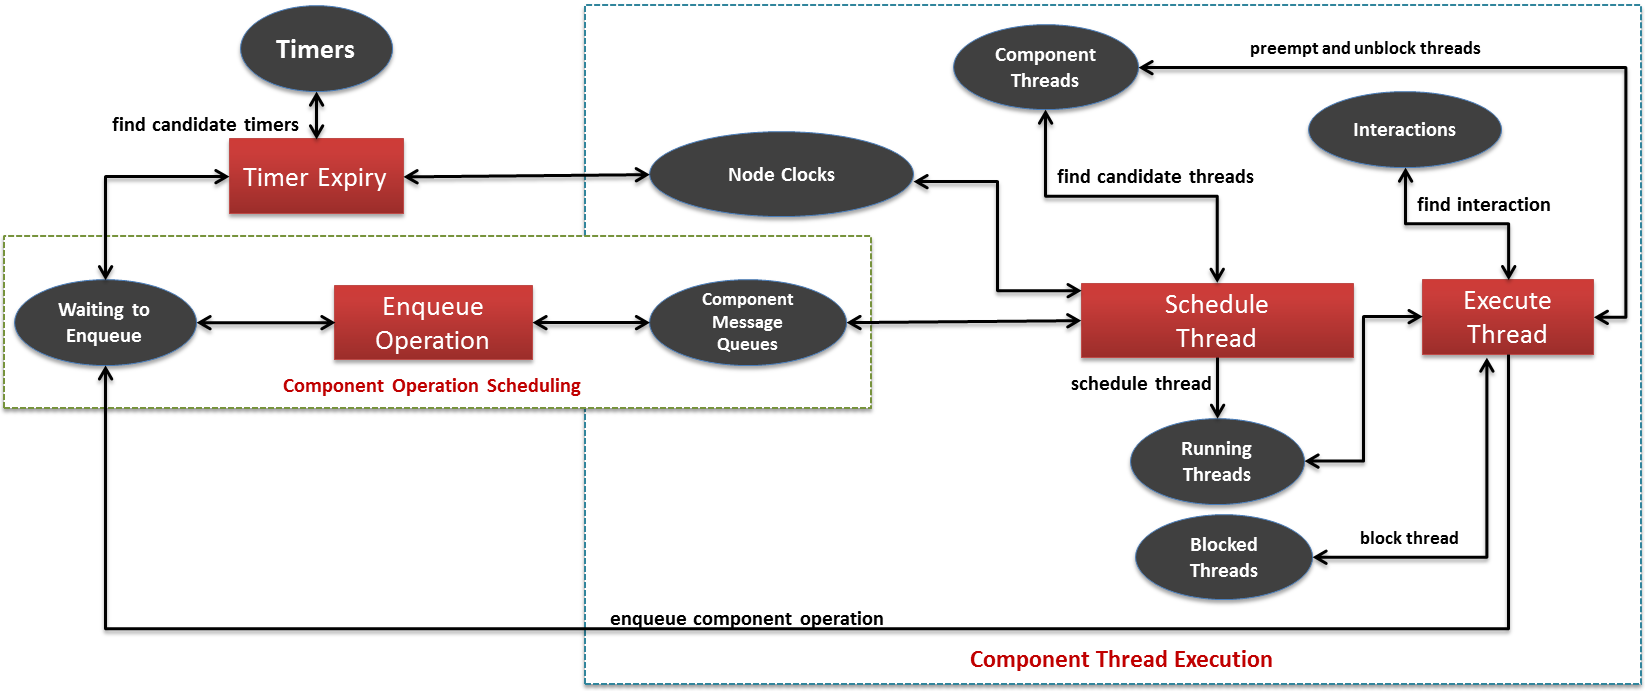 Timers
Component
Threads
preempt and unblock threads
find candidate timers
Interactions
Timer Expiry
Node Clocks
find candidate threads
find interaction
Waiting to
Enqueue
Enqueue
Operation
Component
Message
Queues
Schedule
Thread
Execute
Thread
Component Operation Scheduling
schedule thread
Running
Threads
Blocked
Threads
block thread
enqueue component operation
Component Thread Execution